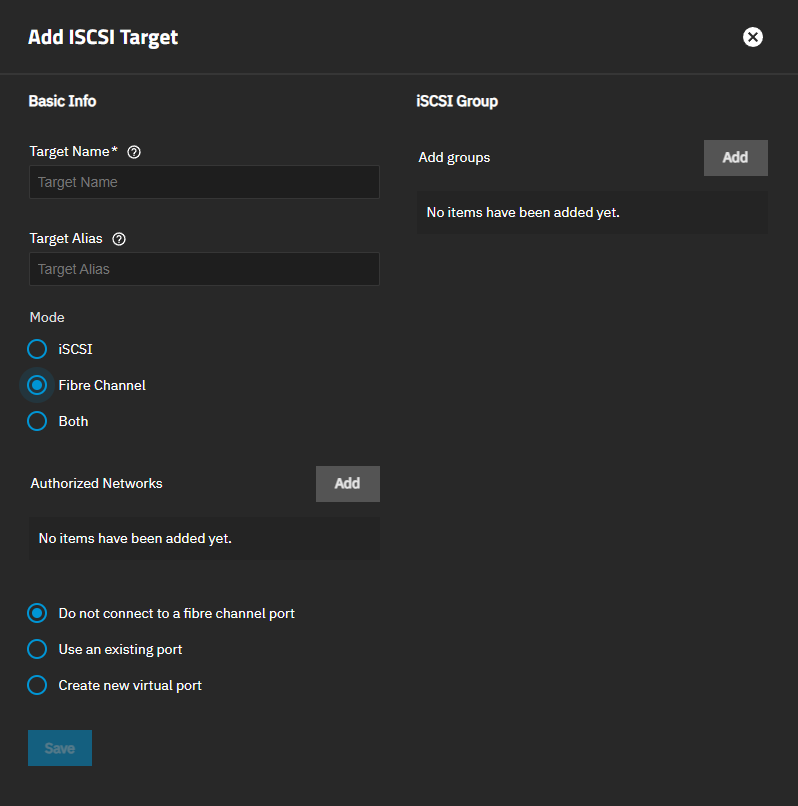 Add ISCSI Target
Basic Info
Target Name*
Target Name
Target Alias
Target Alias
Mode
iSCSI
Fibre Channel
Both
Authorized Networks
Add
No items have been added yet.
Do not connect to a fibre channel port
Use an existing port
Create new virtual port
Save
iSCSI Group
Add groups
Add
No items have been added yet.